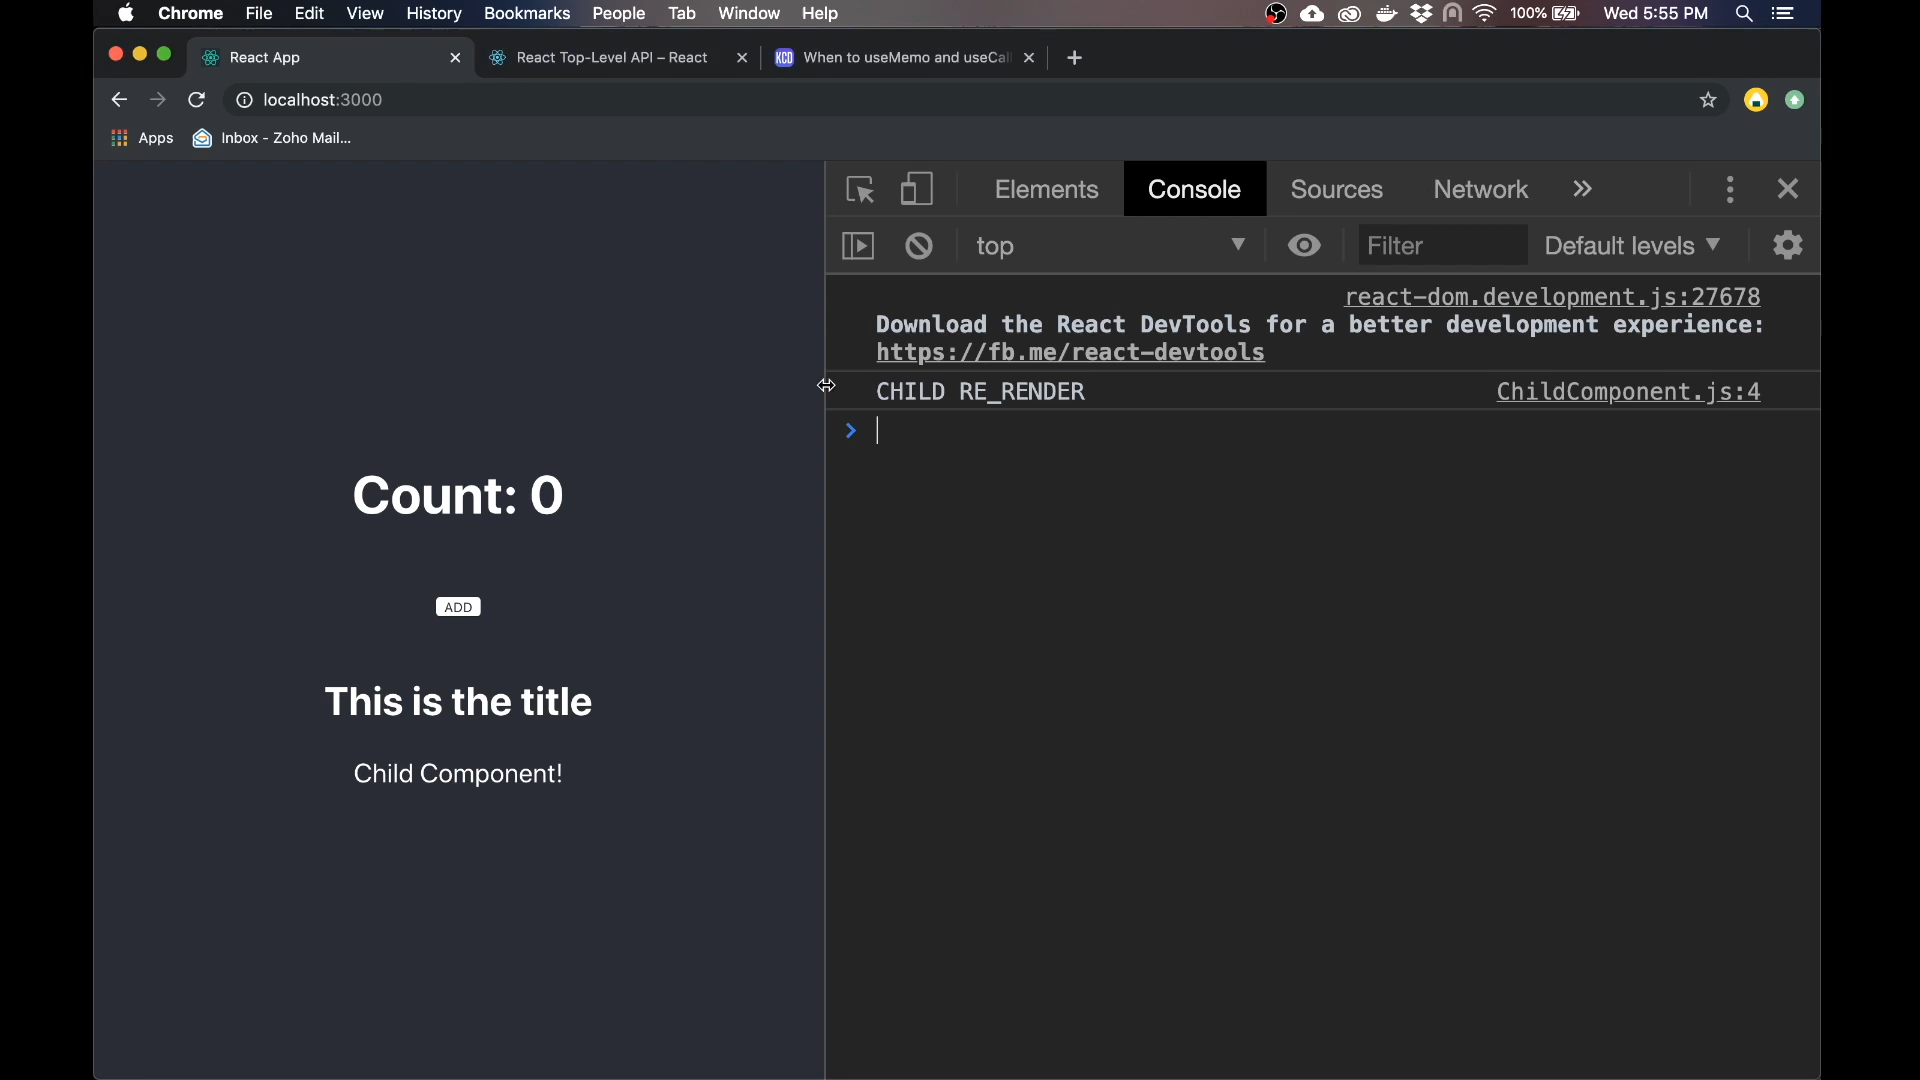 Chrome File Edit View History Bookmarks People Tab Window Help 100% Wed 5:55 PM
React App React Top-Level API – React KCD When to useMemo and useCal
localhost:3000
Apps Inbox - Zoho Mail...
Elements Console Sources Network
top Filter Default levels
react-dom.development.js:27678
Download the React DevTools for a better development experience:
https://fb.me/react-devtools
CHILD RE_RENDER ChildComponent.js:4
Count: 0
ADD
This is the title
Child Component!